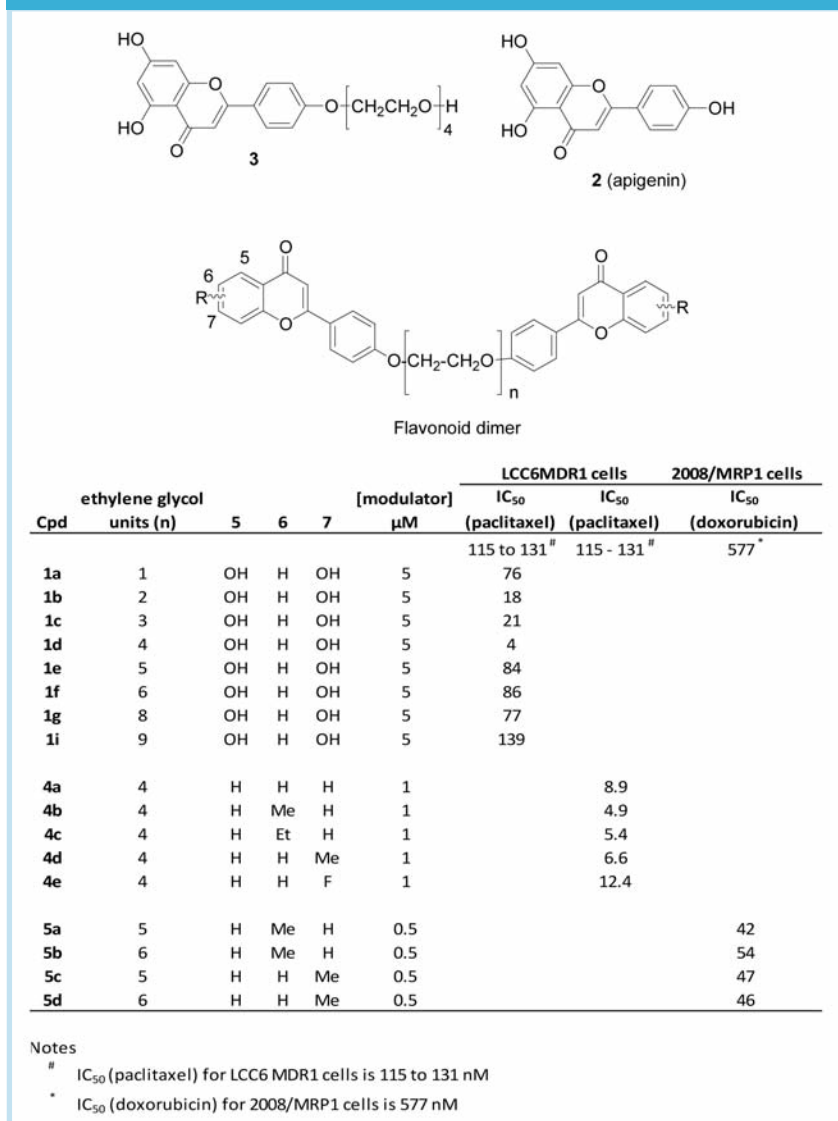 HO
HO
O
O
O
[CH₂CH₂O]H
4
3
HO
HO
O
O
OH
2 (apigenin)
5
6
7
R
O
O
O
[CH₂-CH₂O]
n
O
O
R
Flavonoid dimer
LCC6MDR1 cells 2008/MRP1 cells
ethylene glycol [modulator] IC₅₀ IC₅₀ IC₅₀
Cpd units (n) 5 6 7 μM (paclitaxel) (paclitaxel) (doxorubicin)
115 to 131# 115 - 131# 577*
1a 1 OH H OH 5 76
1b 2 OH H OH 5 18
1c 3 OH H OH 5 21
1d 4 OH H OH 5 4
1e 5 OH H OH 5 84
1f 6 OH H OH 5 86
1g 8 OH H OH 5 77
1i 9 OH H OH 5 139
4a 4 H H H 1 8.9
4b 4 H Me H 1 4.9
4c 4 H Et H 1 5.4
4d 4 H H Me 1 6.6
4e 4 H H F 1 12.4
5a 5 H Me H 0.5 42
5b 6 H Me H 0.5 54
5c 5 H H Me 0.5 47
5d 6 H H Me 0.5 46
Notes
# IC₅₀ (paclitaxel) for LCC6 MDR1 cells is 115 to 131 nM
* IC₅₀ (doxorubicin) for 2008/MRP1 cells is 577 nM